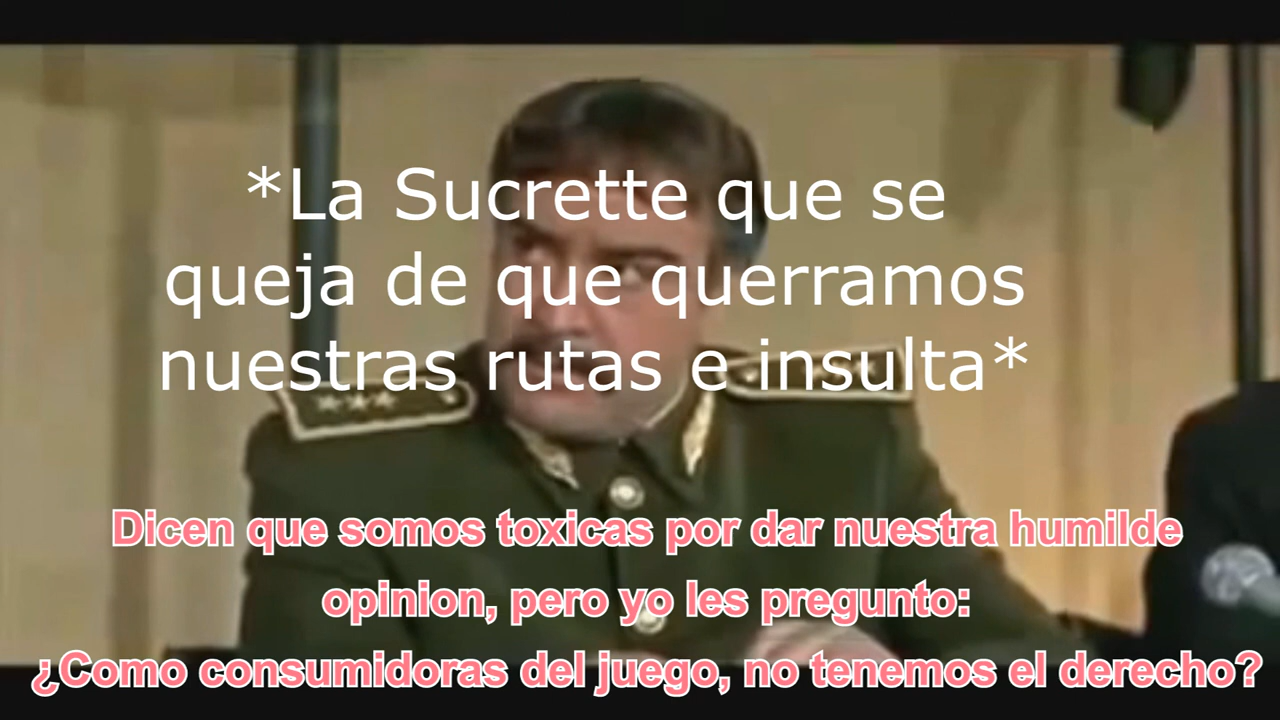 *La Sucrette que se
queja de que querramos
nuestras rutas e insulta*
Dicen que somos toxicas por dar nuestra humilde
opinion, pero yo les pregunto:
¿Como consumidoras del juego, no tenemos el derecho?